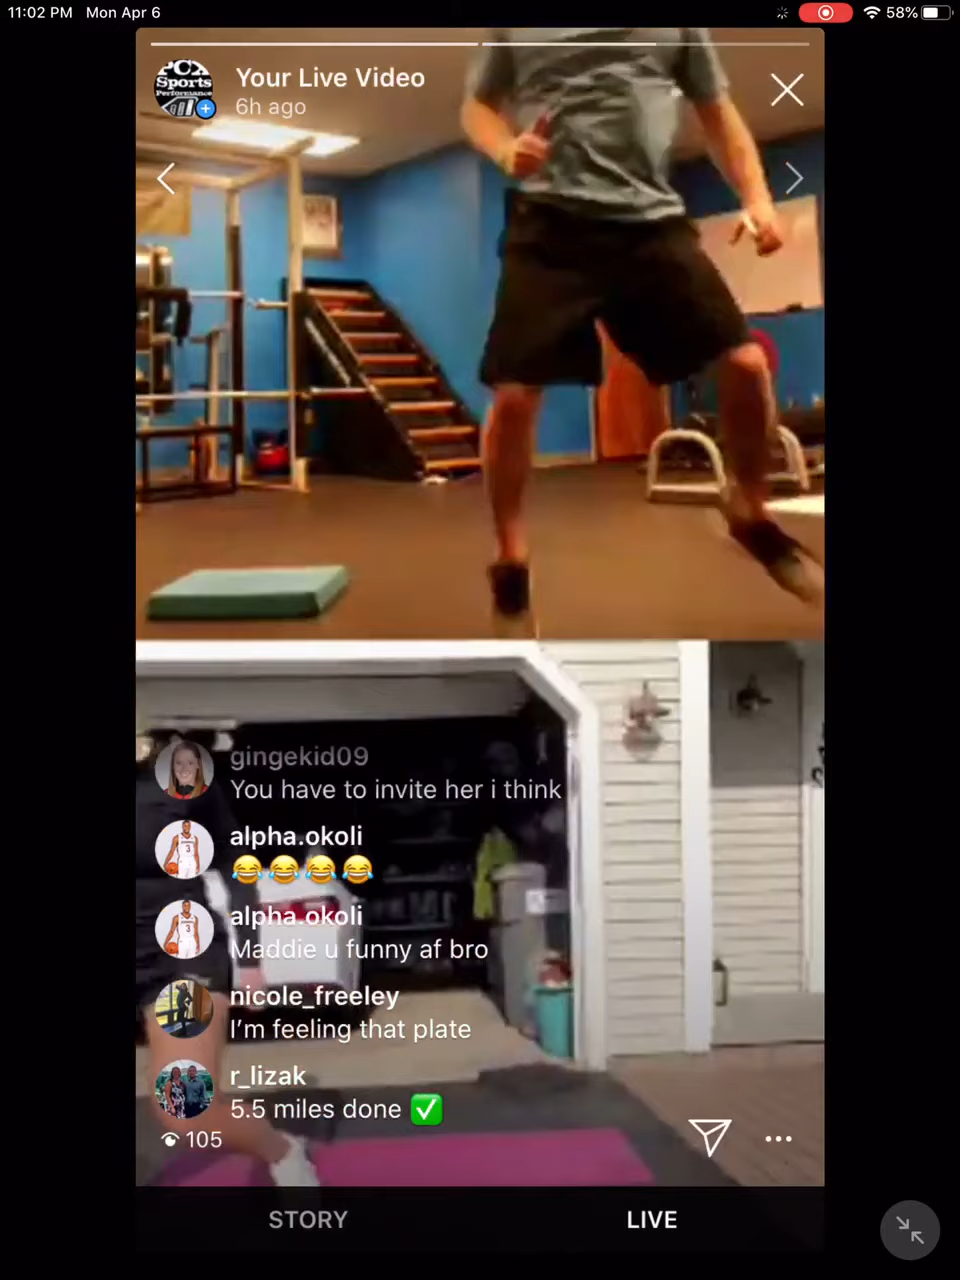 11:02 PM Mon Apr 6
58%
PCX
Sports
Performance
Your Live Video
6h ago
gingekid09
You have to invite her i think
alpha.okoli
😂😂😂😂
alpha.okoli
Maddie u funny af bro
nicole_freeley
I'm feeling that plate
r_lizak
5.5 miles done ✅
105
STORY
LIVE